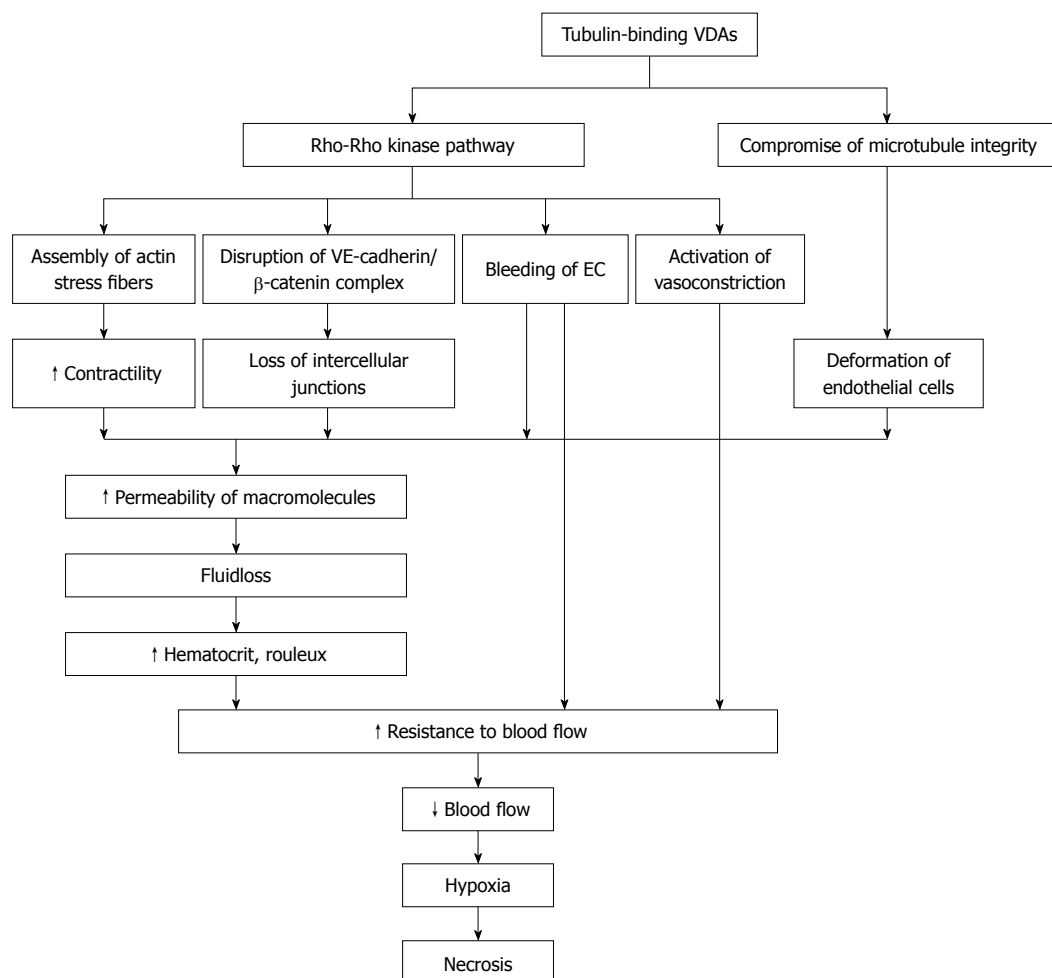 Tubulin-binding VDAs
Rho-Rho kinase pathway
Compromise of microtubule integrity
Assembly of actin
stress fibers
Disruption of VE-cadherin/
β-catenin complex
Bleeding of EC
Activation of
vasoconstriction
↑ Contractility
Loss of intercellular
junctions
Deformation of
endothelial cells
↑ Permeability of macromolecules
Fluidloss
↑ Hematocrit, rouleux
↑ Resistance to blood flow
↓ Blood flow
Hypoxia
Necrosis